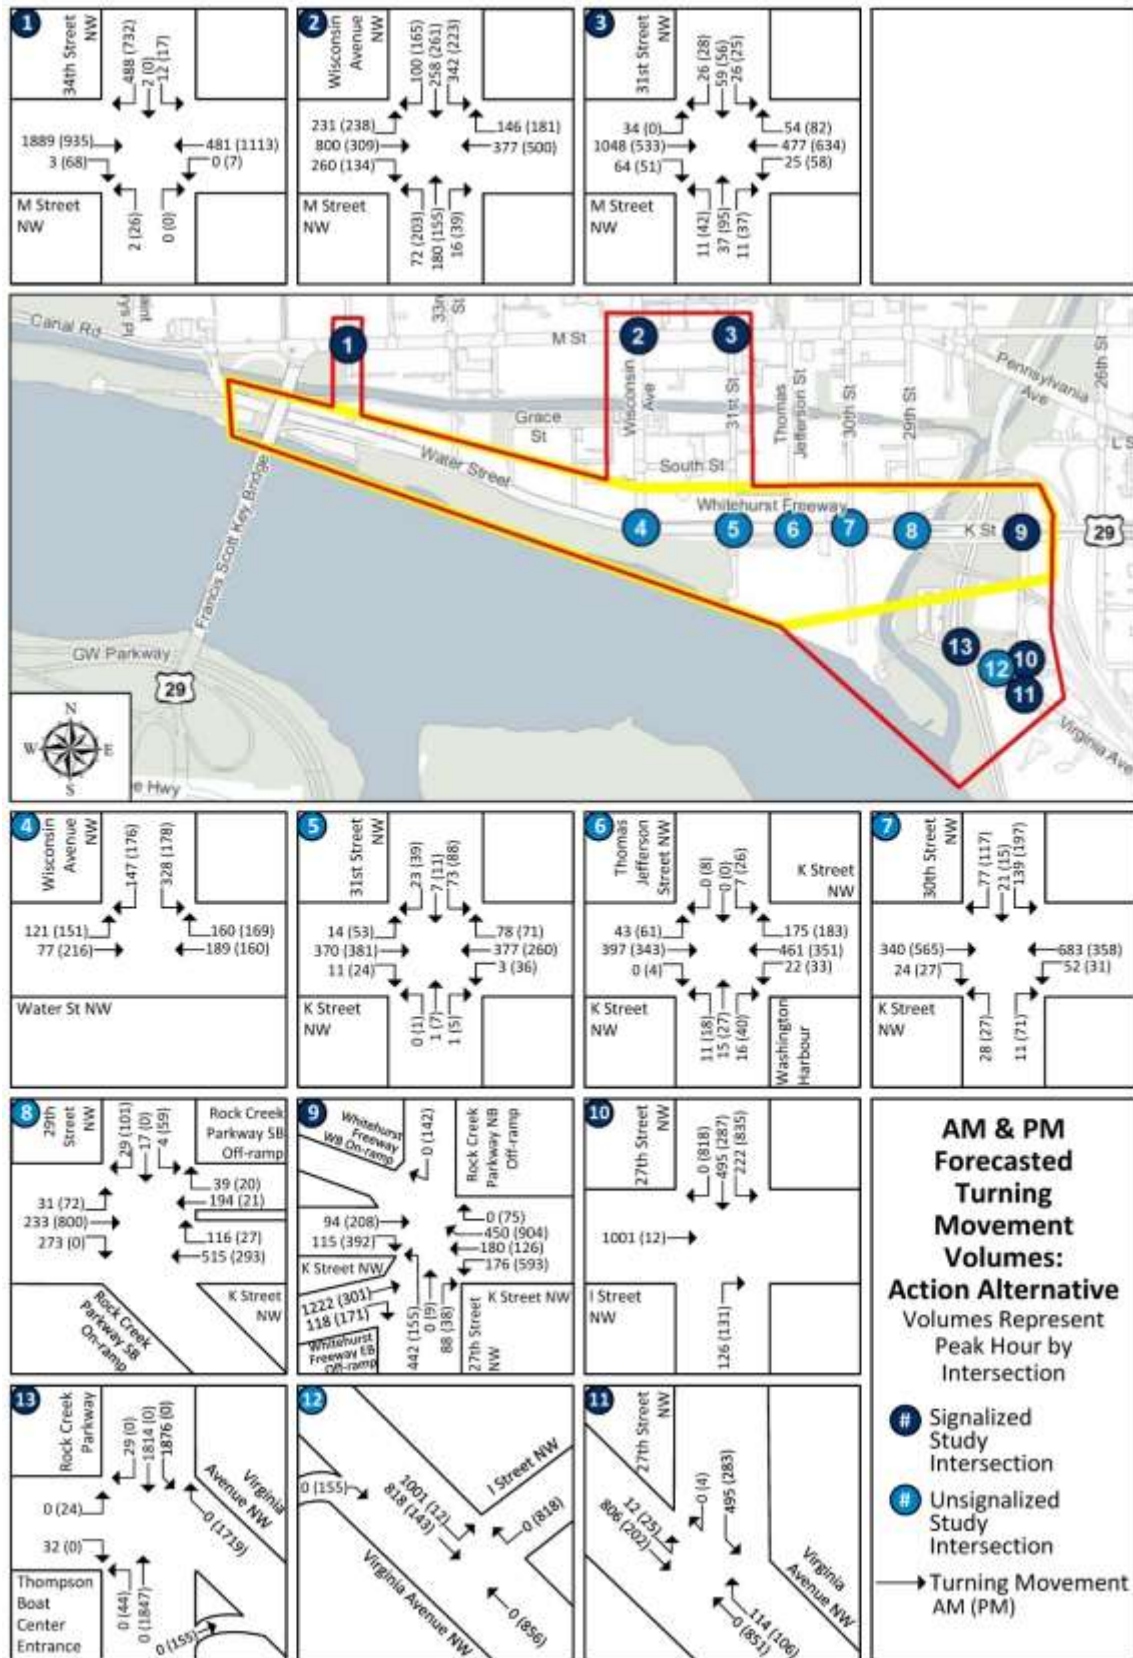 1
34th Street
NW
488 (732)
2 (0)
12 (17)
1889 (935)
3 (68)
481 (1113)
0 (7)
M Street
NW
2 (26)
0 (0)
2
Wisconsin
Avenue
NW
100 (165)
258 (261)
342 (223)
231 (238)
800 (309)
260 (134)
146 (181)
377 (500)
M Street
NW
72 (203)
180 (155)
16 (39)
3
31st Street
NW
26 (28)
59 (56)
26 (25)
34 (0)
1048 (533)
64 (51)
54 (82)
477 (634)
25 (58)
M Street
NW
11 (42)
37 (95)
11 (37)
Canal Rd
33rd
St
M St
1
2
3
Wisconsin
Ave
31st St
Thomas
Jefferson St
30th St
29th St
Pennsylvania
Ave
26th St
Grace
St
Water Street
South St
Whitehurst Freeway
K St
4
5
6
7
8
9
29
Francis Scott Key Bridge
GW Parkway
29
13
12
10
11
Virginia Ave
N
W
E
S
e Hwy
4
Wisconsin
Avenue
NW
147 (176)
328 (178)
121 (151)
77 (216)
160 (169)
189 (160)
Water St NW
5
31st Street
NW
23 (39)
7 (11)
73 (88)
14 (53)
370 (381)
11 (24)
78 (71)
377 (260)
3 (36)
K Street
NW
0 (1)
1 (7)
1 (5)
6
Thomas
Jefferson
Street NW
0 (8)
0 (0)
7 (26)
K Street
NW
43 (61)
397 (343)
0 (4)
175 (183)
461 (351)
22 (33)
K Street
NW
11 (18)
15 (27)
16 (40)
Washington
Harbour
7
30th Street
NW
77 (117)
21 (15)
139 (197)
340 (565)
24 (27)
683 (358)
52 (31)
K Street
NW
28 (27)
11 (71)
8
29th
Street
NW
29 (101)
17 (0)
4 (59)
Rock Creek
Parkway SB
Off-ramp
31 (72)
233 (800)
273 (0)
39 (20)
194 (21)
116 (27)
515 (293)
Rock Creek
Parkway SB
On-ramp
K Street
NW
9
Whitehurst
Freeway
WB On-ramp
0 (142)
Rock Creek
Parkway NB
Off-ramp
94 (208)
115 (392)
0 (75)
450 (904)
180 (126)
176 (593)
K Street NW
1222 (301)
118 (171)
Whitehurst
Freeway EB
Off-ramp
442 (155)
0 (9)
88 (38)
27th Street
NW
K Street NW
10
27th Street
NW
0 (818)
495 (287)
222 (835)
1001 (12)
I Street
NW
126 (131)
AM & PM
Forecasted
Turning
Movement
Volumes:
Action Alternative
Volumes Represent
Peak Hour by
Intersection
# Signalized
Study
Intersection
# Unsignalized
Study
Intersection
Turning Movement
AM (PM)
13
Rock Creek
Parkway
29 (0)
1814 (0)
1876 (0)
Virginia
Avenue NW
0 (24)
32 (0)
0 (1719)
Thompson
Boat
Center
Entrance
0 (44)
0 (1847)
0 (155)
12
0 (155)
1001 (12)
818 (143)
I Street NW
0 (818)
Virginia Avenue NW
0 (856)
11
27th Street
NW
12 (25)
806 (202)
0 (4)
495 (283)
Virginia
Avenue NW
114 (106)
0 (851)